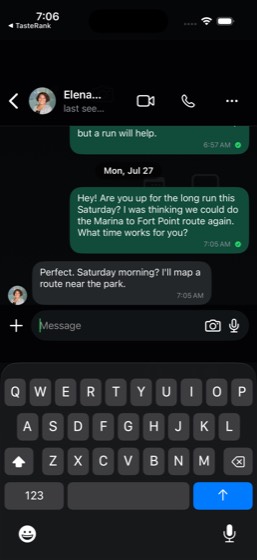 7:06
◀ TasteRank
Elena...
last see...
but a run will help.
6:57 AM
Mon, Jul 27
Hey! Are you up for the long run this
Saturday? I was thinking we could do
the Marina to Fort Point route again.
What time works for you?
7:05 AM
Perfect. Saturday morning? I'll map a
route near the park.
7:05 AM
Message
Q W E R T Y U I O P
A S D F G H J K L
Z X C V B N M
123